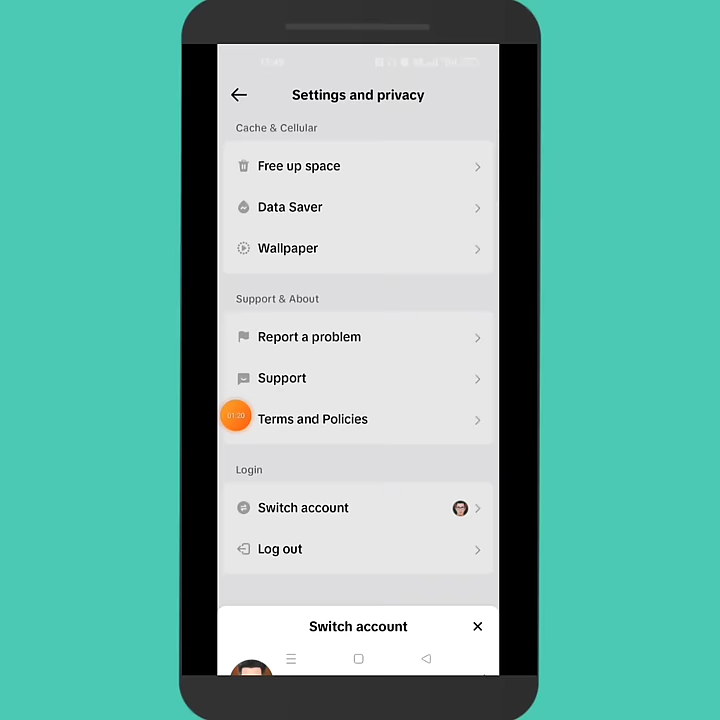 Settings and privacy
Cache & Cellular
Free up space
Data Saver
Wallpaper
Support & About
Report a problem
Support
01:20
Terms and Policies
Login
Switch account
Log out
Switch account